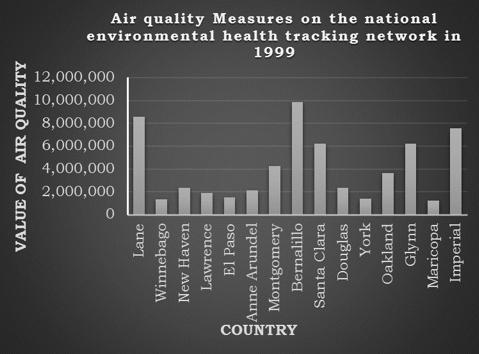 Air quality Measures on the national
environmental health tracking network in
1999
VALUE OF AIR QUALITY
12,000,000
10,000,000
8,000,000
6,000,000
4,000,000
2,000,000
0
Lane
Winnebago
New Haven
Lawrence
El Paso
Anne Arundel
Montgomery
Bernalillo
Santa Clara
Douglas
York
Oakland
Glynn
Maricopa
Imperial
COUNTRY